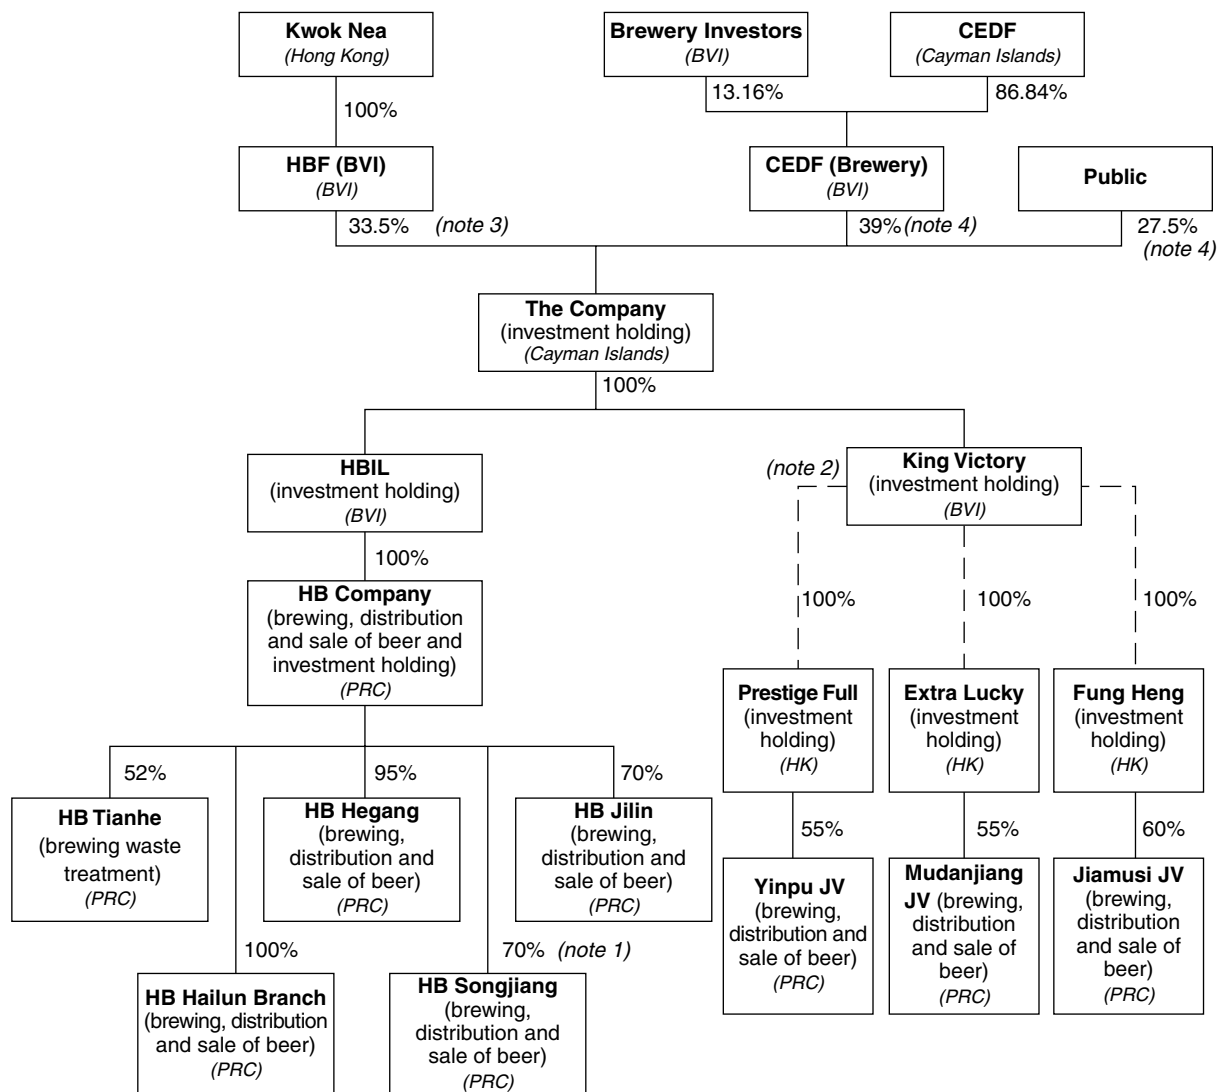 Kwok Nea
(Hong Kong)
Brewery Investors
(BVI)
CEDF
(Cayman Islands)
100%
13.16%
86.84%
HBF (BVI)
(BVI)
CEDF (Brewery)
(BVI)
Public
33.5% (note 3)
39% (note 4)
27.5%
(note 4)
The Company
(investment holding)
(Cayman Islands)
100%
HBIL
(investment holding)
(BVI)
(note 2)
King Victory
(investment holding)
(BVI)
100%
HB Company
(brewing, distribution
and sale of beer and
investment holding)
(PRC)
100%
100%
100%
Prestige Full
(investment
holding)
(HK)
Extra Lucky
(investment
holding)
(HK)
Fung Heng
(investment
holding)
(HK)
52%
95%
70%
HB Tianhe
(brewing waste
treatment)
(PRC)
HB Hegang
(brewing,
distribution and
sale of beer)
(PRC)
HB Jilin
(brewing,
distribution and
sale of beer)
(PRC)
55%
55%
60%
Yinpu JV
(brewing,
distribution and
sale of beer)
(PRC)
Mudanjiang
JV (brewing,
distribution
and sale of
beer)
(PRC)
Jiamusi JV
(brewing,
distribution
and sale of
beer)
(PRC)
100%
70% (note 1)
HB Hailun Branch
(brewing, distribution
and sale of beer)
(PRC)
HB Songjiang
(brewing,
distribution and
sale of beer)
(PRC)